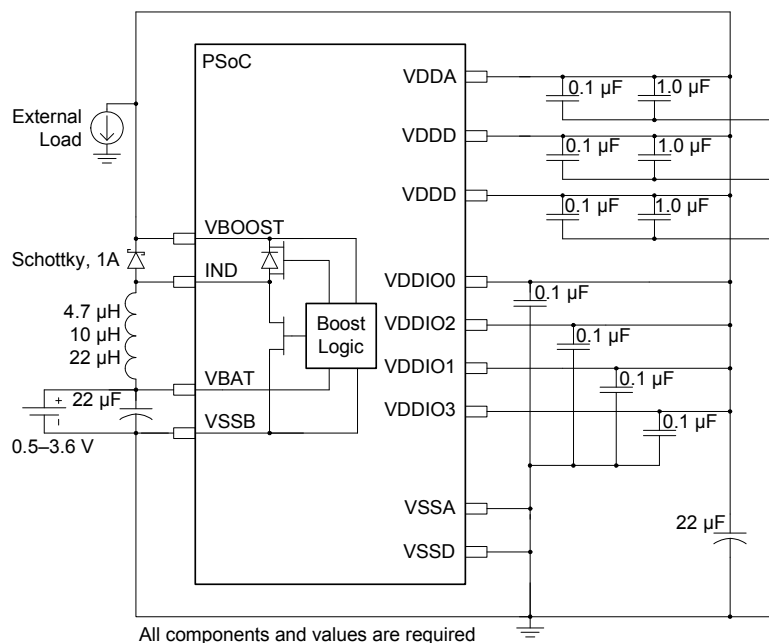 PSoC
VDDA
0.1 µF
1.0 µF
External
Load
VDDD
0.1 µF
1.0 µF
VDDD
0.1 µF
1.0 µF
VBOOST
Schottky, 1A
IND
VDDIO0
0.1 µF
4.7 µH
10 µH
22 µH
Boost
Logic
VDDIO2
0.1 µF
VDDIO1
0.1 µF
VBAT
22 µF
+
-
VDDIO3
0.1 µF
VSSB
0.5–3.6 V
VSSA
22 µF
VSSD
All components and values are required